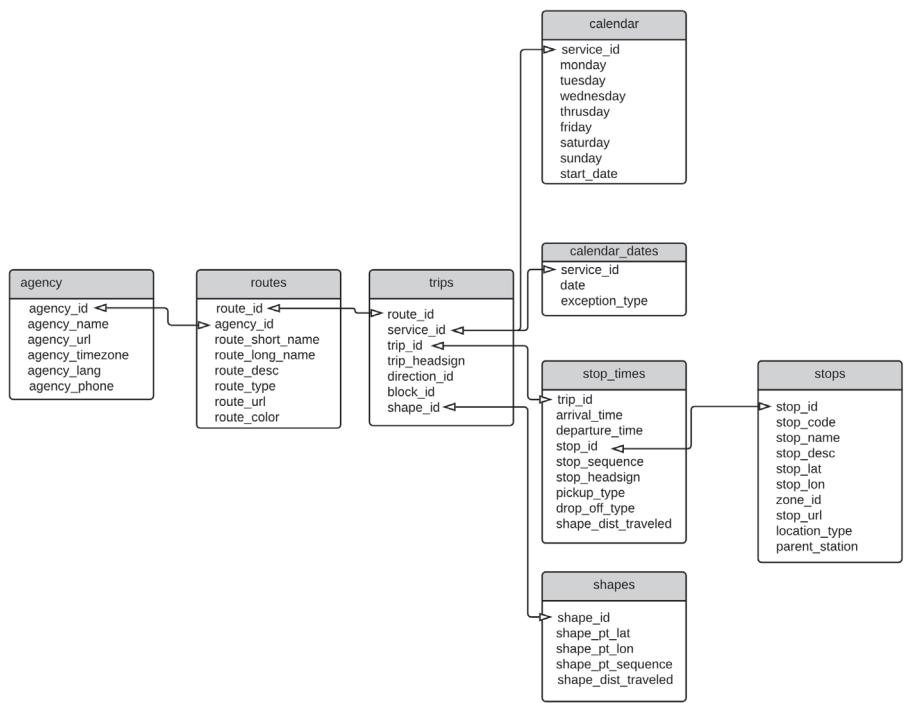 calendar
service_id
monday
tuesday
wednesday
thrusday
friday
saturday
sunday
start_date
calendar_dates
service_id
date
exception_type
agency
agency_id
agency_name
agency_url
agency_timezone
agency_lang
agency_phone
routes
route_id
agency_id
route_short_name
route_long_name
route_desc
route_type
route_url
route_color
trips
route_id
service_id
trip_id
trip_headsign
direction_id
block_id
shape_id
stop_times
trip_id
arrival_time
departure_time
stop_id
stop_sequence
stop_headsign
pickup_type
drop_off_type
shape_dist_traveled
stops
stop_id
stop_code
stop_name
stop_desc
stop_lat
stop_lon
zone_id
stop_url
location_type
parent_station
shapes
shape_id
shape_pt_lat
shape_pt_lon
shape_pt_sequence
shape_dist_traveled